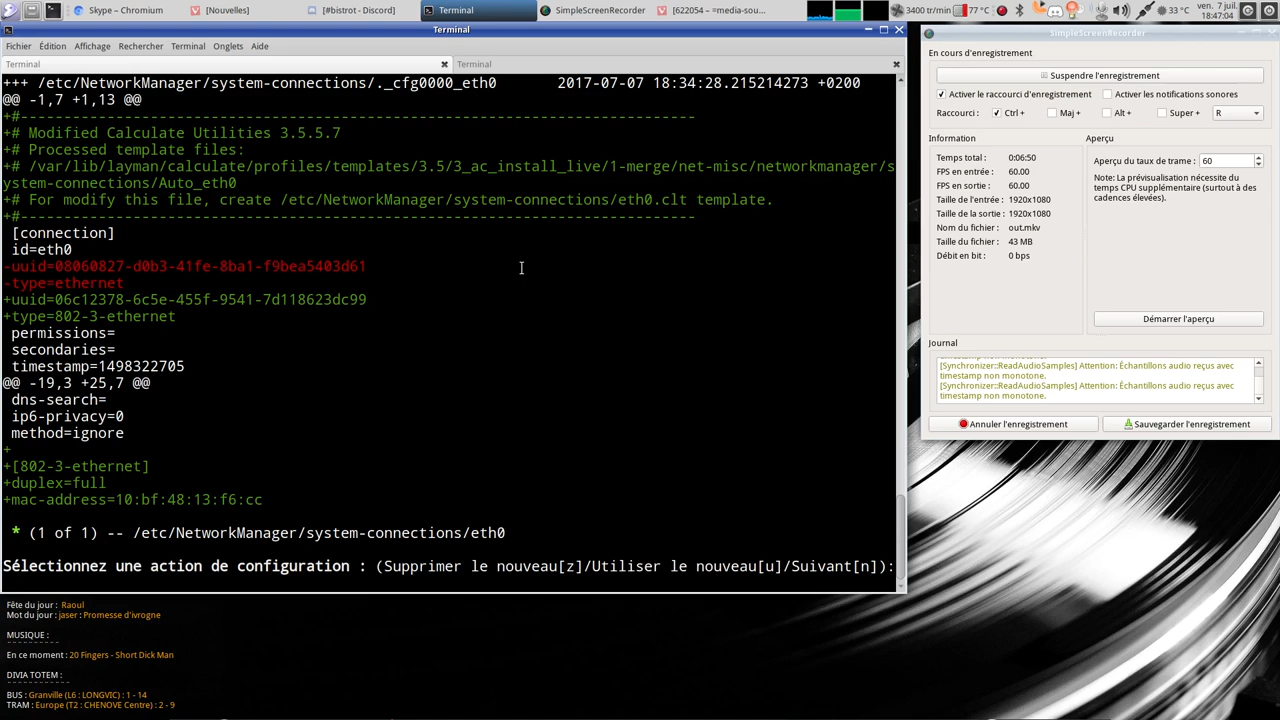 Skype – Chromium
[Nouvelles]
[#bistrot - Discord]
Terminal
SimpleScreenRecorder
[622054 – =media-sou...
3400 tr/min
77 °C
33 °C
ven. 7 juil.
18:47:04
Terminal
Fichier Édition Affichage Rechercher Terminal Onglets Aide
Terminal
Terminal
+++ /etc/NetworkManager/system-connections/._cfg0000_eth0 2017-07-07 18:34:28.215214273 +0200
@@ -1,7 +1,13 @@
+#------------------------------------------------------------------------------
+# Modified Calculate Utilities 3.5.5.7
+# Processed template files:
+# /var/lib/layman/calculate/profiles/templates/3.5/3_ac_install_live/1-merge/net-misc/networkmanager/s
ystem-connections/Auto_eth0
+# For modify this file, create /etc/NetworkManager/system-connections/eth0.clt template.
+#------------------------------------------------------------------------------
[connection]
id=eth0
-uuid=08060827-d0b3-41fe-8ba1-f9bea5403d61
-type=ethernet
+uuid=06c12378-6c5e-455f-9541-7d118623dc99
+type=802-3-ethernet
permissions=
secondaries=
timestamp=1498322705
@@ -19,3 +25,7 @@
dns-search=
ip6-privacy=0
method=ignore
+
+[802-3-ethernet]
+duplex=full
+mac-address=10:bf:48:13:f6:cc
* (1 of 1) -- /etc/NetworkManager/system-connections/eth0
Sélectionnez une action de configuration : (Supprimer le nouveau[z]/Utiliser le nouveau[u]/Suivant[n]):
SimpleScreenRecorder
En cours d'enregistrement
Suspendre l'enregistrement
Activer le raccourci d'enregistrement Activer les notifications sonores
Raccourci : Ctrl + Maj + Alt + Super + R
Information
Temps total : 0:06:50
FPS en entrée : 60.00
FPS en sortie : 60.00
Taille de l'entrée : 1920x1080
Taille de la sortie : 1920x1080
Nom du fichier : out.mkv
Taille du fichier : 43 MB
Débit en bit : 0 bps
Aperçu
Aperçu du taux de trame : 60
Note: La prévisualisation nécesite du
temps CPU supplémentaire (surtout à des
cadences élevées).
Démarrer l'aperçu
Journal
timestamp non monotone.
[Synchronizer::ReadAudioSamples] Attention: Échantillons audio reçus avec
timestamp non monotone.
[Synchronizer::ReadAudioSamples] Attention: Échantillons audio reçus avec
timestamp non monotone.
Annuler l'enregistrement
Sauvegarder l'enregistrement
Fête du jour : Raoul
Mot du jour : jaser : Promesse d'ivrogne
MUSIQUE :
En ce moment : 20 Fingers - Short Dick Man
DIVIA TOTEM :
BUS : Granville (L6 : LONGVIC) : 1 - 14
TRAM : Europe (T2 : CHENOVE Centre) : 2 - 9